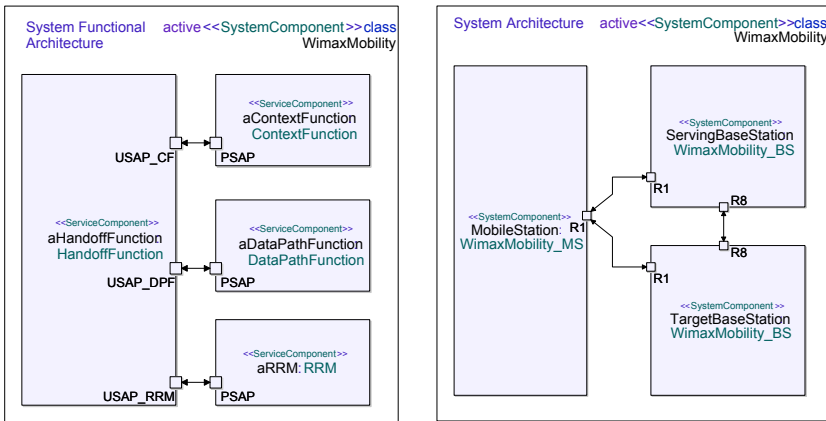 System Functional Architecture
active<<SystemComponent>>class
WimaxMobility
<<ServiceComponent>>
aContextFunction
ContextFunction
USAP_CF
PSAP
<<ServiceComponent>>
aHandoffFunction
HandoffFunction
<<ServiceComponent>>
aDataPathFunction
DataPathFunction
USAP_DPF
PSAP
<<ServiceComponent>>
aRRM: RRM
USAP_RRM
PSAP
System Architecture
active<<SystemComponent>>class
WimaxMobility
<<SystemComponent>>
ServingBaseStation
WimaxMobility_BS
R1
R8
<<SystemComponent>>
MobileStation:
WimaxMobility_MS
R1
R8
R1
<<SystemComponent>>
TargetBaseStation
WimaxMobility_BS